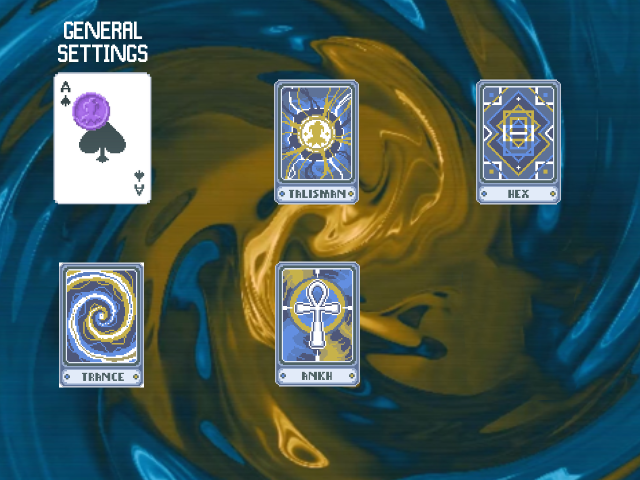 GENERAL
SETTINGS
A
A
TALISMAN
HEX
TRANCE
ANKH